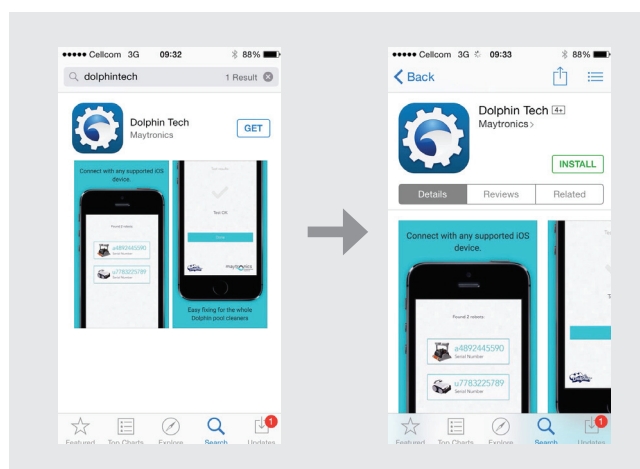 Cellcom 3G 09:32 88%
dolphintech 1 Result
Dolphin Tech
Maytronics
GET
Connect with any supported iOS
device.
Found 2 robots
a4892445590
Serial Number
u7783225789
Serial Number
Test OK
maytronics
Easy fixing for the whole
Dolphin pool cleaners
Featured Top Charts Explore Search Updates
1
Cellcom 3G 09:33 88%
Back
Dolphin Tech 4+
Maytronics >
INSTALL
Details Reviews Related
Connect with any supported iOS
device.
Found 2 robots
a4892445590
Serial Number
u7783225789
Serial Number
Featured Top Charts Explore Search Updates
1